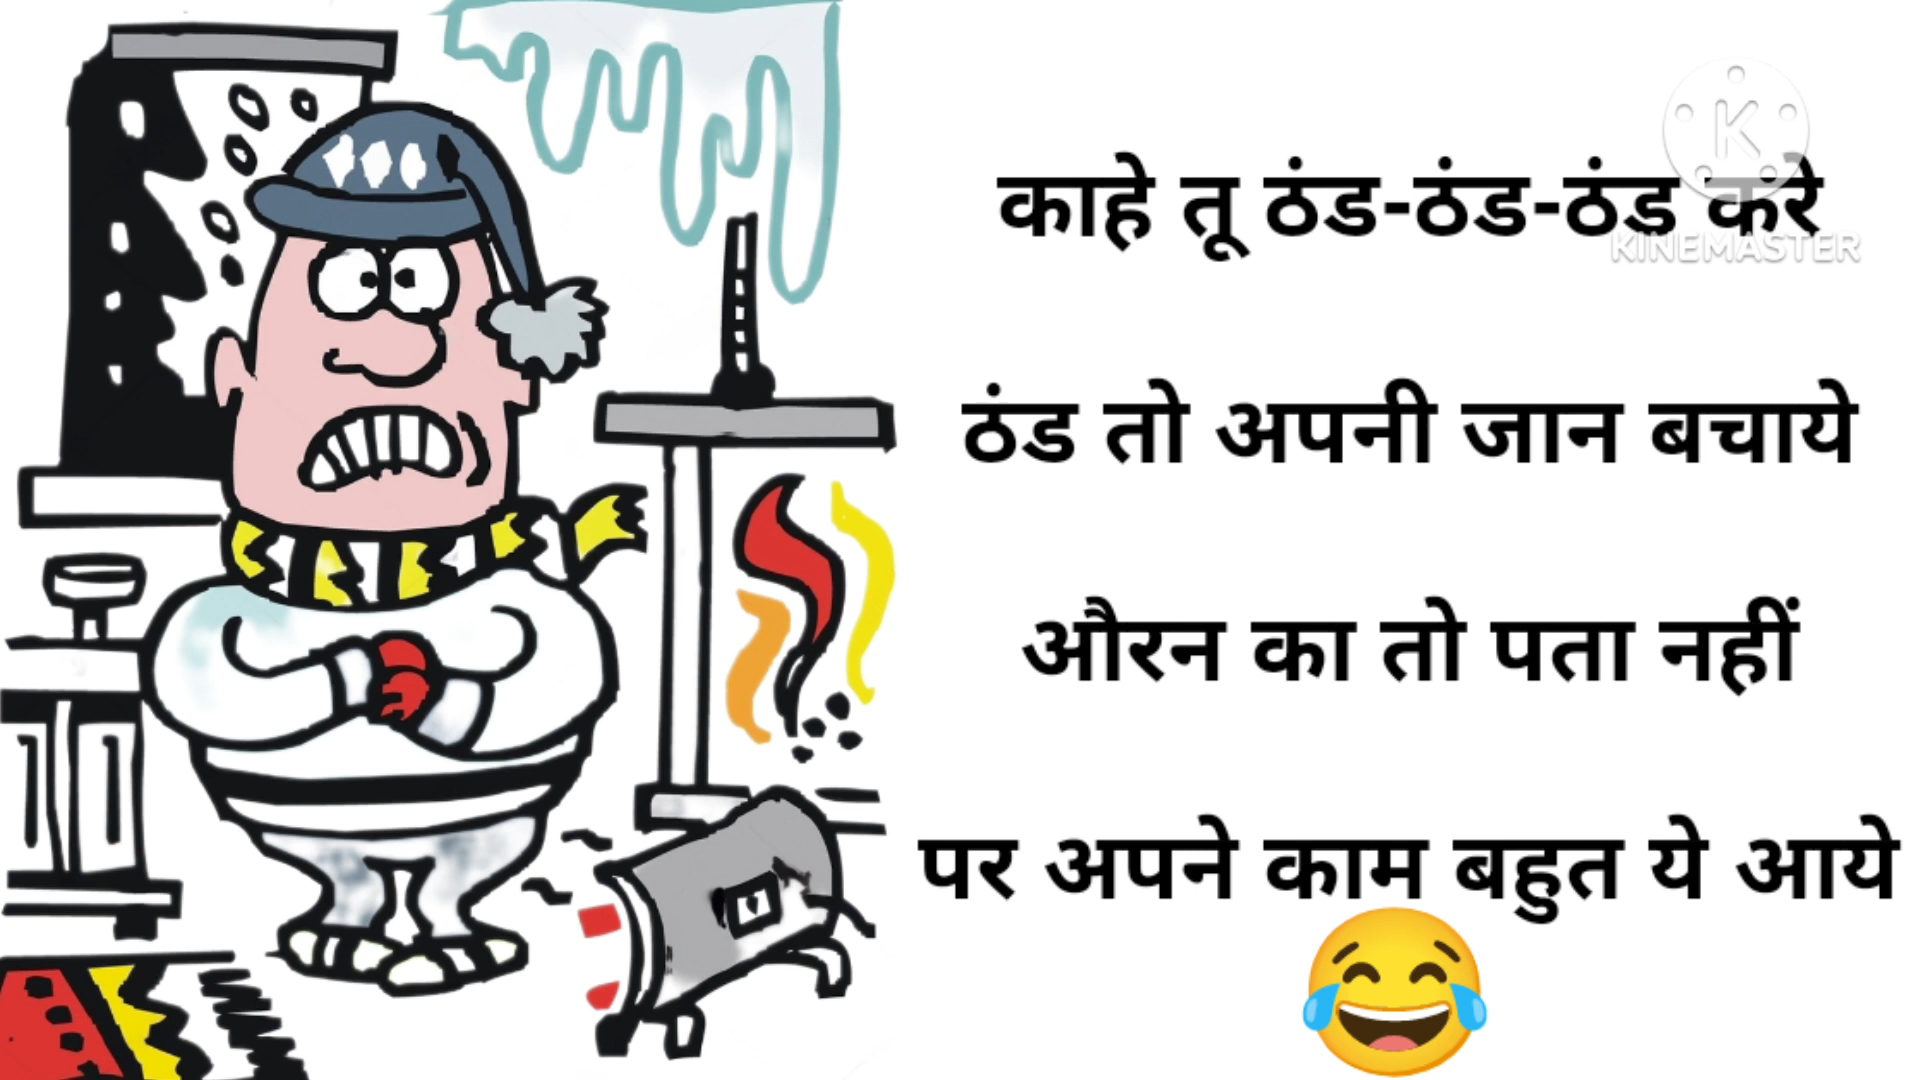 काहे तू ठंड-ठंड-ठंड करे
K
KINEMASTER
ठंड तो अपनी जान बचाये
औरन का तो पता नहीं
पर अपने काम बहुत ये आये